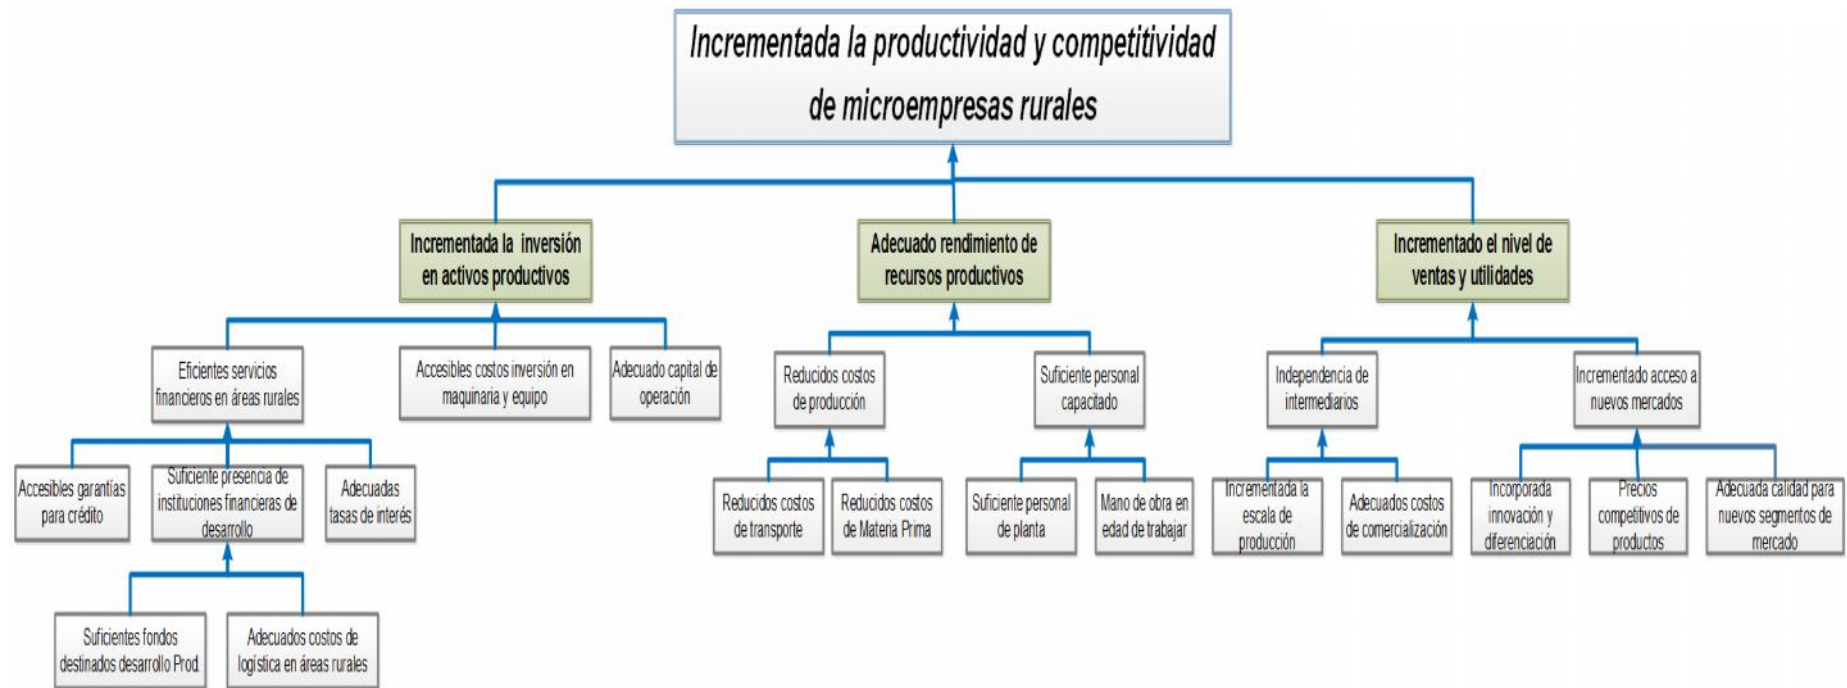 Incrementada la productividad y competitividad
de microempresas rurales
Incrementada la inversión
en activos productivos
Adecuado rendimiento de
recursos productivos
Incrementado el nivel de
ventas y utilidades
Eficientes servicios
financieros en áreas rurales
Accesibles costos inversión en
maquinaria y equipo
Adecuado capital de
operación
Reducidos costos
de producción
Suficiente personal
capacitado
Independencia de
intermediarios
Incrementado acceso a
nuevos mercados
Accesibles garantías
para crédito
Suficiente presencia de
instituciones financieras de
desarrollo
Adecuadas
tasas de interés
Reducidos costos
de transporte
Reducidos costos
de Materia Prima
Suficiente personal
de planta
Mano de obra en
edad de trabajar
Incrementada la
escala de
producción
Adecuados costos
de comercialización
Incorporada
innovación y
diferenciación
Precios
competitivos de
productos
Adecuada calidad para
nuevos segmentos de
mercado
Suficientes fondos
destinados desarrollo Prod.
Adecuados costos de
logística en áreas rurales